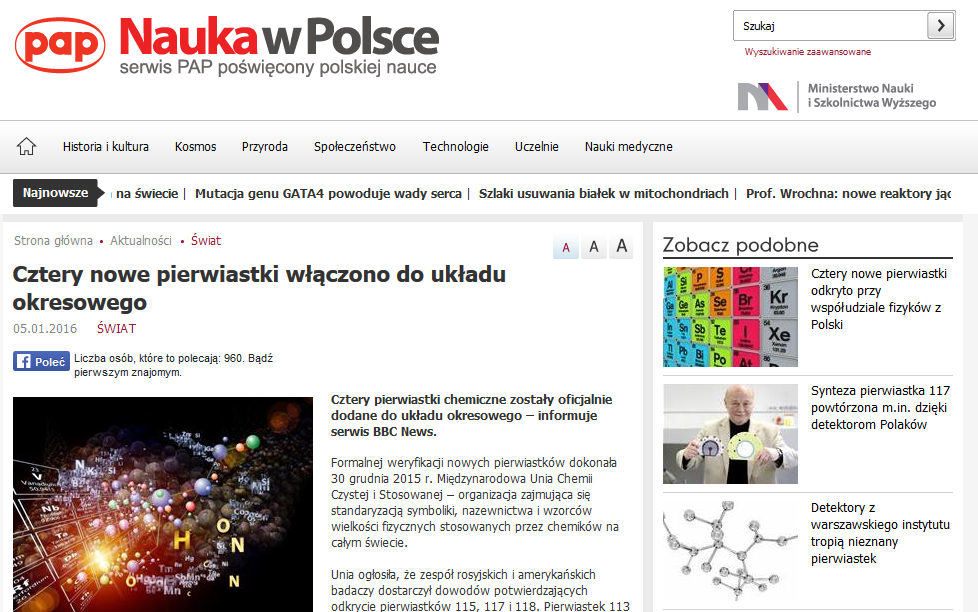 pap Nauka w Polsce
serwis PAP poświęcony polskiej nauce
Szukaj
Wyszukiwanie zaawansowane
Ministerstwo Nauki
i Szkolnictwa Wyższego
Historia i kultura Kosmos Przyroda Społeczeństwo Technologie Uczelnie Nauki medyczne
Najnowsze na świecie | Mutacja genu GATA4 powoduje wady serca | Szlaki usuwania białek w mitochondriach | Prof. Wrochna: nowe reaktory
Strona główna • Aktualności • Świat
A A A
Cztery nowe pierwiastki włączono do układu
okresowego
05.01.2016 ŚWIAT
Poleć
Liczba osób, które to polecają: 960. Bądź
pierwszym znajomym.
Cztery pierwiastki chemiczne zostały oficjalnie
dodane do układu okresowego – informuje
serwis BBC News.
Formalnej weryfikacji nowych pierwiastków dokonała
30 grudnia 2015 r. Międzynarodowa Unia Chemii
Czystej i Stosowanej – organizacja zajmująca się
standaryzacją symboliki, nazewnictwa i wzorców
wielkości fizycznych stosowanych przez chemików na
całym świecie.
Unia ogłosiła, że zespół rosyjskich i amerykańskich
badaczy dostarczył dowodów potwierdzających
odkrycie pierwiastków 115, 117 i 118. Pierwiastek 113
Zobacz podobne
Cztery nowe pierwiastki
odkryto przy
współudziale fizyków z
Polski
Synteza pierwiastka 117
powtórzona m.in. dzięki
detektorom Polaków
Detektory z
warszawskiego instytutu
tropią nieznany
pierwiastek